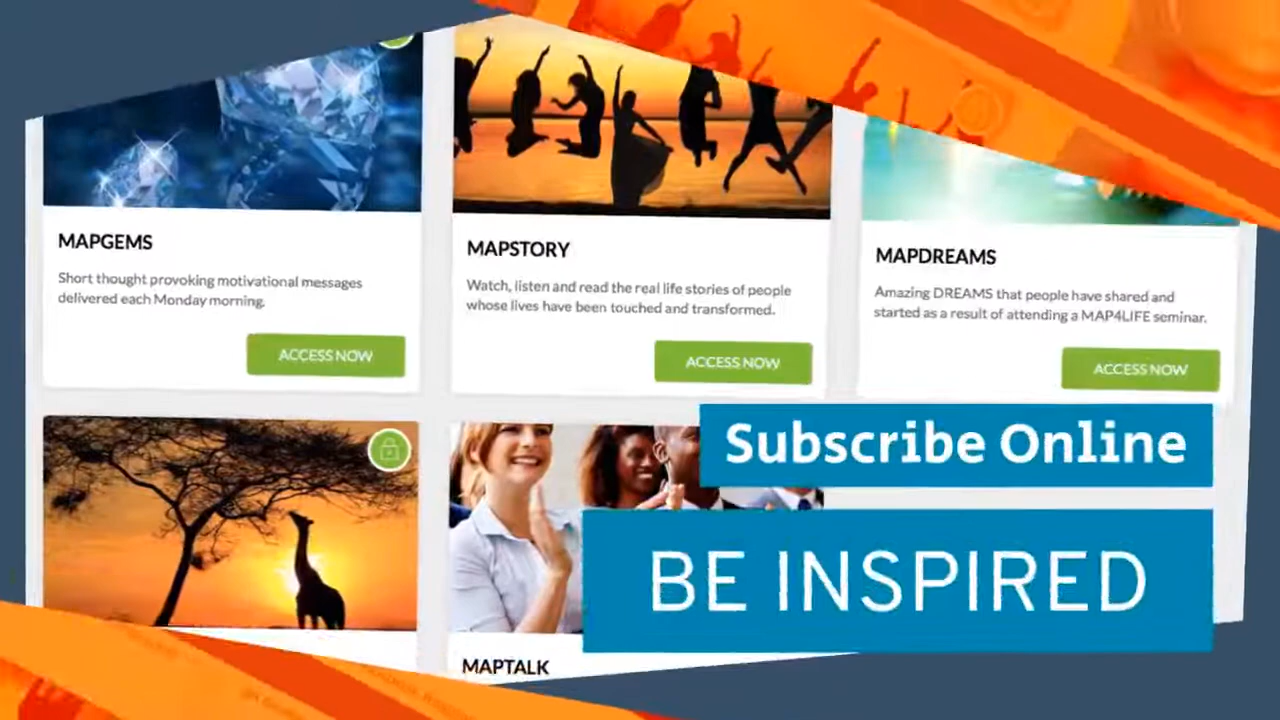 MAPGEMS
Short thought provoking motivational messages
delivered each Monday morning.
ACCESS NOW
MAPSTORY
Watch, listen and read the real life stories of people
whose lives have been touched and transformed.
ACCESS NOW
MAPDREAMS
Amazing DREAMS that people have shared and
started as a result of attending a MAP4LIFE seminar.
ACCESS NOW
MAPTALK
Subscribe Online
BE INSPIRED